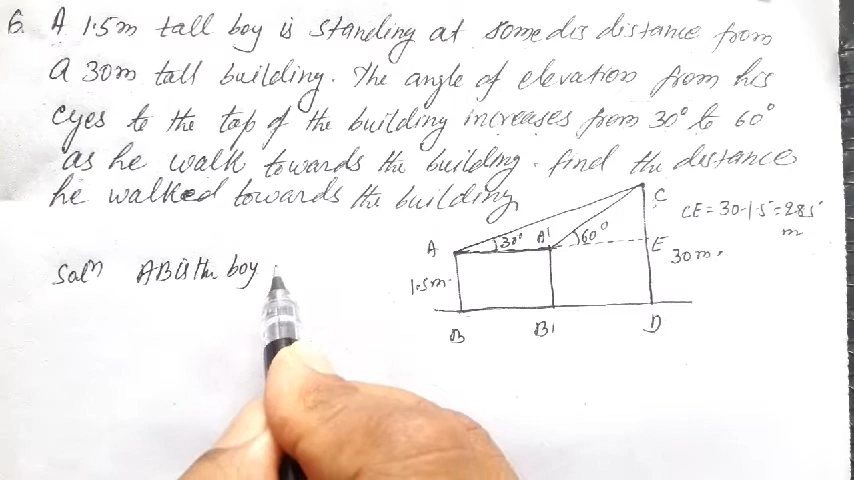 6. A 1.5m tall boy is standing at some dis distance from
a 30m tall building. The angle of elevation from his
eyes to the top of the building increases from 30° to 60°
as he walk towards the building. find the distance
he walked towards the building
C
CE = 30-1.5 = 28.5
m
A 30° A' 60° E
30m.
Soln AB is the boy
1.5m.
B B' D